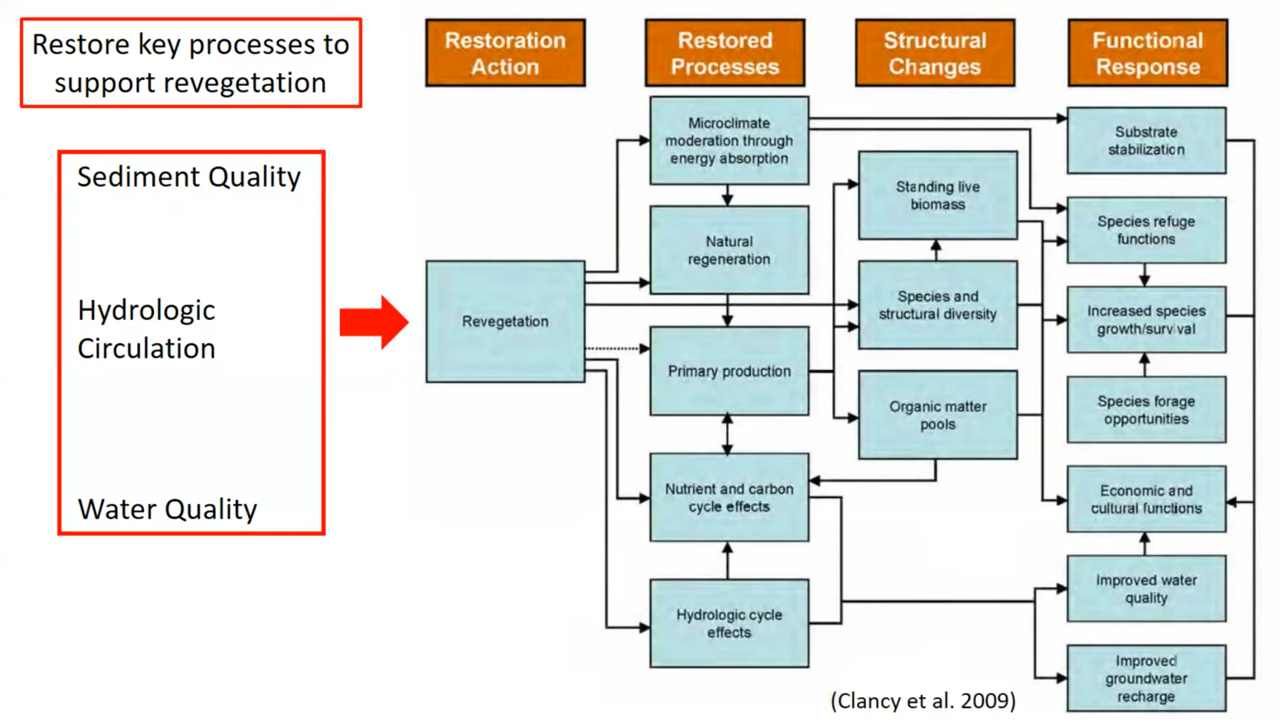 Restore key processes to
support revegetation
Sediment Quality
Hydrologic
Circulation
Water Quality
Restoration
Action
Revegetation
Restored
Processes
Microclimate
moderation through
energy absorption
Natural
regeneration
Primary production
Nutrient and carbon
cycle effects
Hydrologic cycle
effects
Structural
Changes
Standing live
biomass
Species and
structural diversity
Organic matter
pools
Functional
Response
Substrate
stabilization
Species refuge
functions
Increased species
growth/survival
Species forage
opportunities
Economic and
cultural functions
Improved water
quality
Improved
groundwater
recharge
(Clancy et al. 2009)